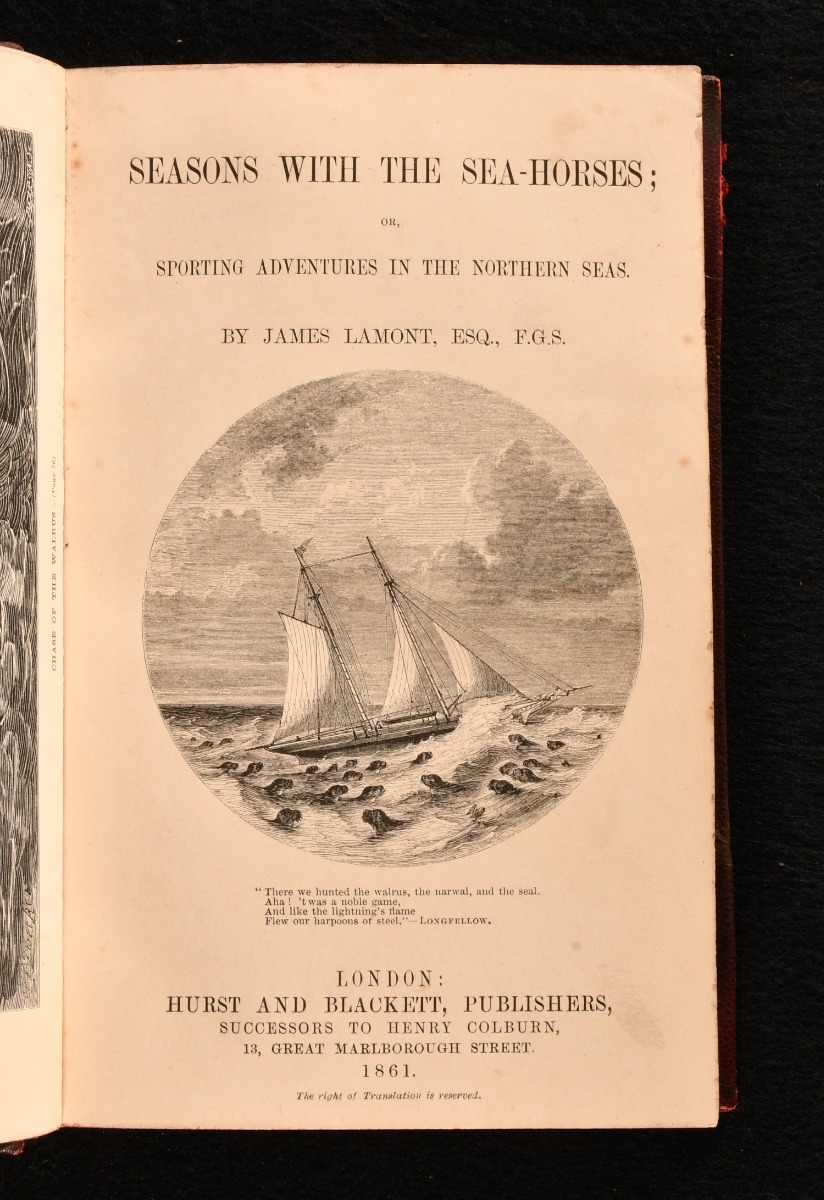 CHASE OF THE WALRUS—(Page 76)
SEASONS WITH THE SEA-HORSES;
OR,
SPORTING ADVENTURES IN THE NORTHERN SEAS.
BY JAMES LAMONT, ESQ., F.G.S.
"There we hunted the walrus, the narwal, and the seal.
Aha! 't was a noble game,
And like the lightning's flame
Flew our harpoons of steel,"—LONGFELLOW.
LONDON:
HURST AND BLACKETT, PUBLISHERS,
SUCCESSORS TO HENRY COLBURN,
13, GREAT MARLBOROUGH STREET.
1861.
The right of Translation is reserved.